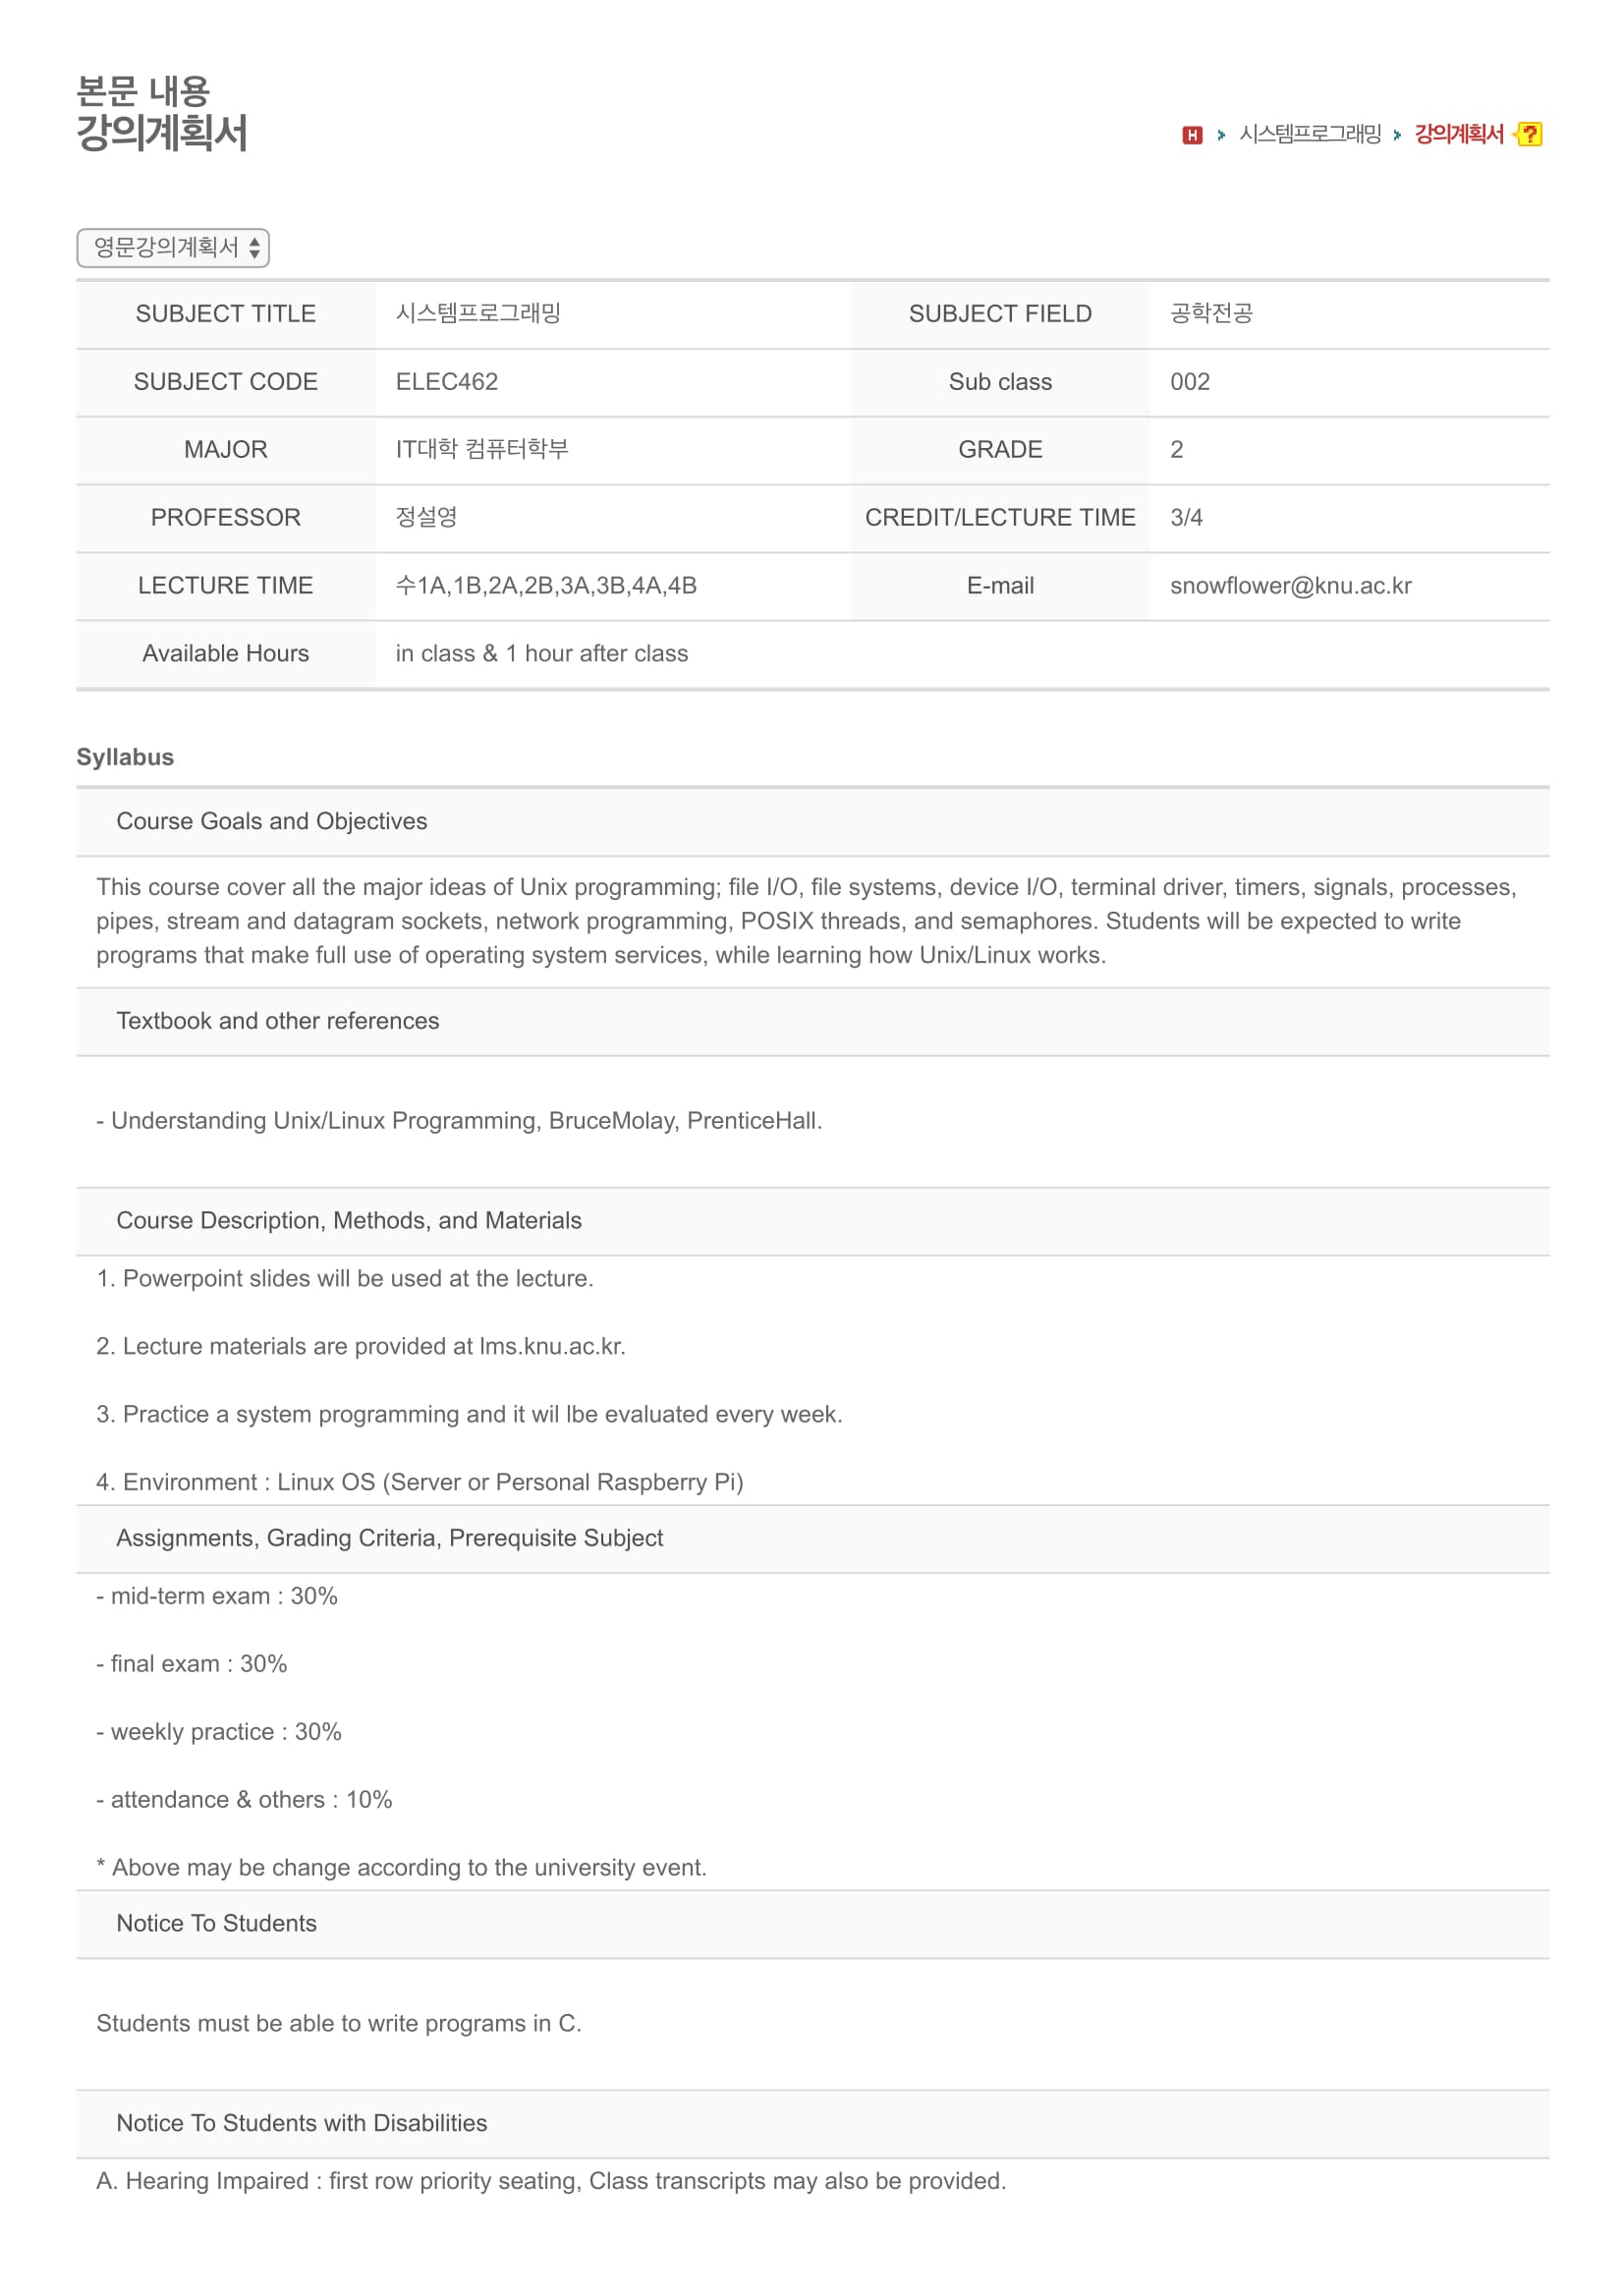 본문 내용
강의계획서
H 시스템프로그래밍 강의계획서 ?
영문강의계획서
SUBJECT TITLE 시스템프로그래밍 SUBJECT FIELD 공학전공
SUBJECT CODE ELEC462 Sub class 002
MAJOR IT대학 컴퓨터학부 GRADE 2
PROFESSOR 정설영 CREDIT/LECTURE TIME 3/4
LECTURE TIME 수1A,1B,2A,2B,3A,3B,4A,4B E-mail snowflower@knu.ac.kr
Available Hours in class & 1 hour after class
Syllabus
Course Goals and Objectives
This course cover all the major ideas of Unix programming; file I/O, file systems, device I/O, terminal driver, timers, signals, processes,
pipes, stream and datagram sockets, network programming, POSIX threads, and semaphores. Students will be expected to write
programs that make full use of operating system services, while learning how Unix/Linux works.
Textbook and other references
- Understanding Unix/Linux Programming, BruceMolay, PrenticeHall.
Course Description, Methods, and Materials
1. Powerpoint slides will be used at the lecture.
2. Lecture materials are provided at lms.knu.ac.kr.
3. Practice a system programming and it wil lbe evaluated every week.
4. Environment : Linux OS (Server or Personal Raspberry Pi)
Assignments, Grading Criteria, Prerequisite Subject
- mid-term exam : 30%
- final exam : 30%
- weekly practice : 30%
- attendance & others : 10%
* Above may be change according to the university event.
Notice To Students
Students must be able to write programs in C.
Notice To Students with Disabilities
A. Hearing Impaired : first row priority seating, Class transcripts may also be provided.